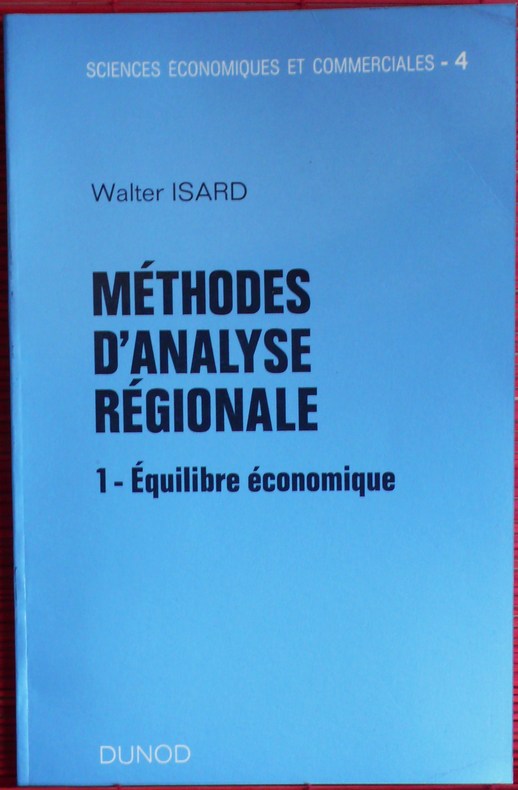 SCIENCES ÉCONOMIQUES ET COMMERCIALES - 4
Walter ISARD
MÉTHODES
D'ANALYSE
RÉGIONALE
1 - Équilibre économique
DUNOD